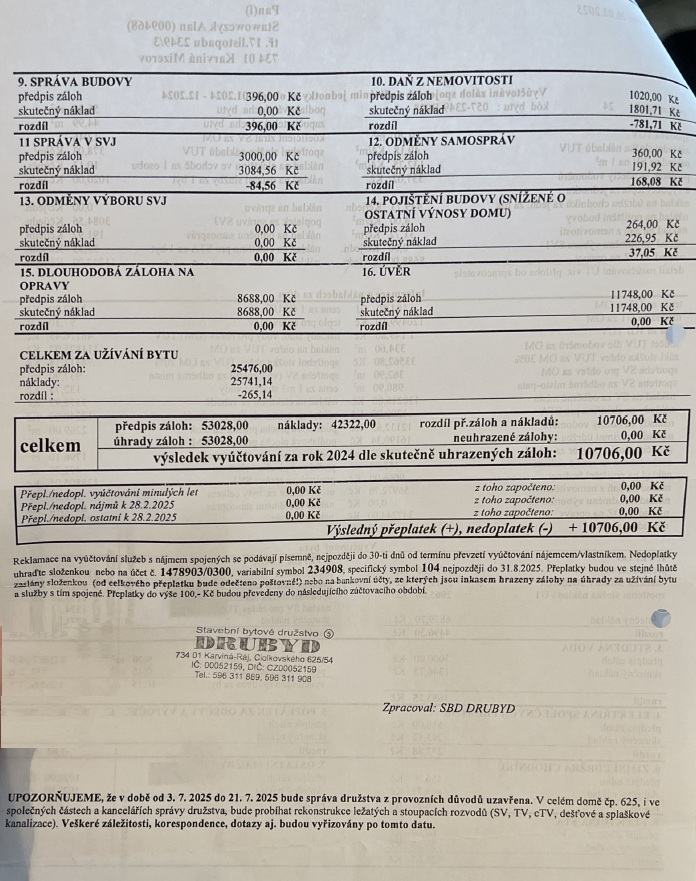 9. SPRÁVA BUDOVY
předpis záloh 396,00 Kč
skutečný náklad 0,00 Kč
rozdíl 396,00 Kč
10. DAŇ Z NEMOVITOSTI
předpis záloh 1020,00 Kč
skutečný náklad 1801,71 Kč
rozdíl -781,71 Kč
11 SPRÁVA V SVJ
předpis záloh 3000,00 Kč
skutečný náklad 3084,56 Kč
rozdíl -84,56 Kč
12. ODMĚNY SAMOSPRÁV
předpis záloh 360,00 Kč
skutečný náklad 191,92 Kč
rozdíl 168,08 Kč
13. ODMĚNY VÝBORU SVJ
předpis záloh 0,00 Kč
skutečný náklad 0,00 Kč
rozdíl 0,00 Kč
14. POJIŠTĚNÍ BUDOVY (SNÍŽENÉ O
OSTATNÍ VÝNOSY DOMU)
předpis záloh 264,00 Kč
skutečný náklad 226,95 Kč
rozdíl 37,05 Kč
15. DLOUHODOBÁ ZÁLOHA NA
OPRAVY
předpis záloh 8688,00 Kč
skutečný náklad 8688,00 Kč
rozdíl 0,00 Kč
16. ÚVĚR
předpis záloh 11748,00 Kč
skutečný náklad 11748,00 Kč
rozdíl 0,00 Kč
CELKEM ZA UŽÍVÁNÍ BYTU
předpis záloh: 25476,00
náklady: 25741,14
rozdíl : -265,14
celkem
předpis záloh: 53028,00 náklady: 42322,00 rozdíl př.záloh a nákladů: 10706,00 Kč
úhrady záloh : 53028,00 neuhrazené zálohy: 0,00 Kč
výsledek vyúčtování za rok 2024 dle skutečně uhrazených záloh: 10706,00 Kč
Přepl./nedopl. vyúčtování minulých let 0,00 Kč z toho započteno: 0,00 Kč
Přepl./nedopl. nájmů k 28.2.2025 0,00 Kč z toho započteno: 0,00 Kč
Přepl./nedopl. ostatní k 28.2.2025 0,00 Kč z toho započteno: 0,00 Kč
Výsledný přeplatek (+), nedoplatek (-) + 10706,00 Kč
Reklamace na vyúčtování služeb s nájmem spojených se podávají písemně, nejpozději do 30-ti dnů od termínu převzetí vyúčtování nájemcem/vlastníkem. Nedoplatky
uhraďte složenkou nebo na účet č. 1478903/0300, variabilní symbol 234908, specifický symbol 104 nejpozději do 31.8.2025. Přeplatky budou ve stejné lhůtě
zaslány složenkou (od celkového přeplatku bude odečteno poštovné!) nebo na bankovní účty, ze kterých jsou inkasem hrazeny zálohy na úhrady za užívání bytu
a služby s tím spojené. Přeplatky do výše 100,- Kč budou převedeny do následujícího zúčtovacího období.
Stavební bytové družstvo 5
DRUBYD
734 01 Karviná-Ráj, Ciolkovského 625/54
IČ: 00052159, DIČ: CZ00052159
Tel.: 596 311 869, 596 311 908
Zpracoval: SBD DRUBYD
UPOZORŇUJEME, že v době od 3. 7. 2025 do 21. 7. 2025 bude správa družstva z provozních důvodů uzavřena. V celém domě čp. 625, i ve
společných částech a kancelářích správy družstva, bude probíhat rekonstrukce ležatých a stoupacích rozvodů (SV, TV, cTV, dešťové a splaškové
kanalizace). Veškeré záležitosti, korespondence, dotazy aj. budou vyřizovány po tomto datu.